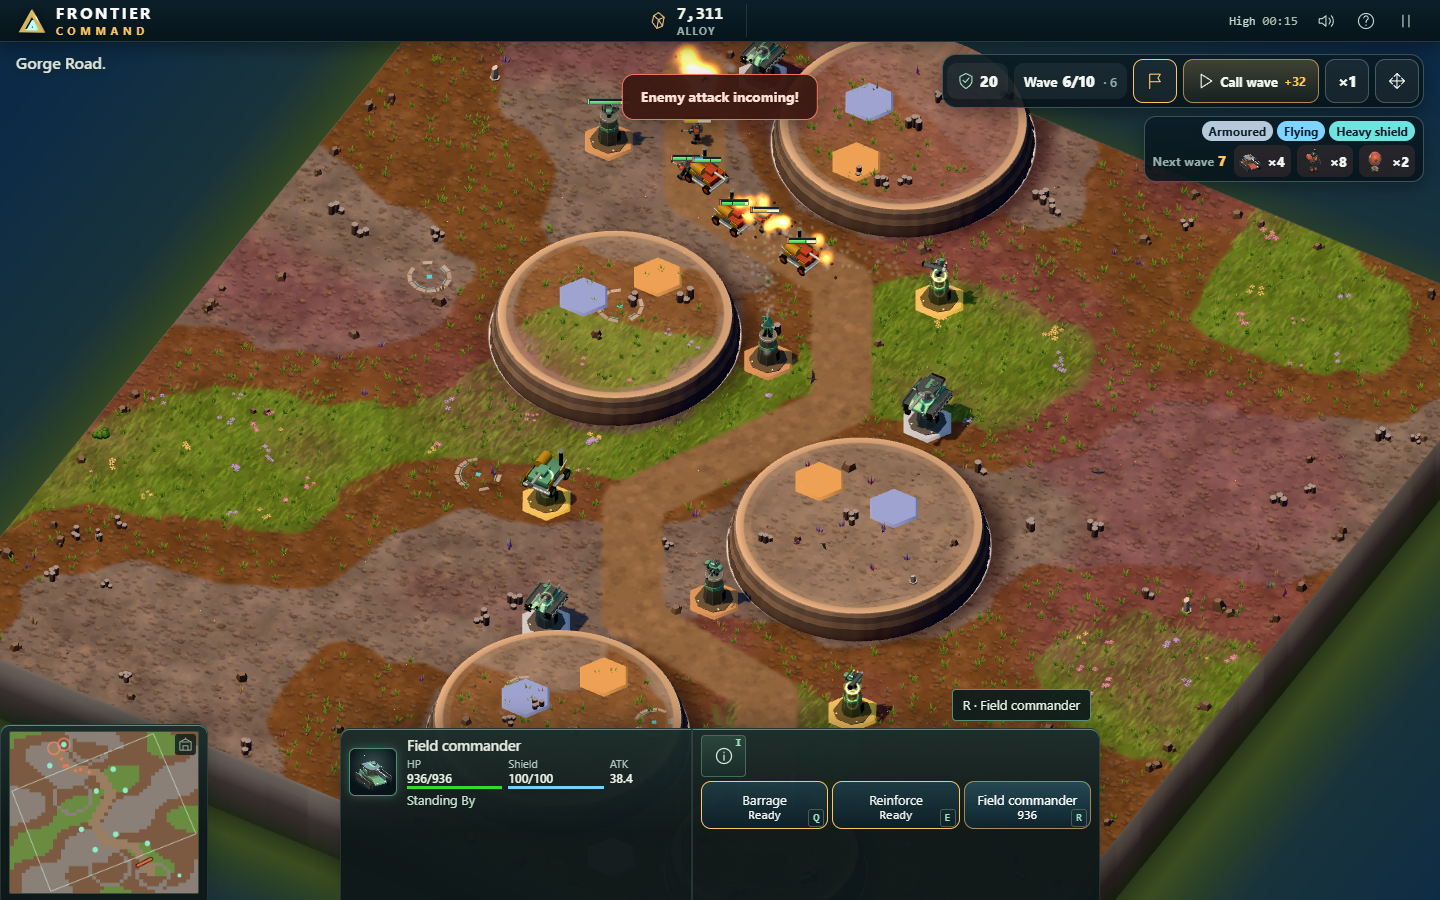 FRONTIER
COMMAND
7,311
ALLOY
High 00:15
Gorge Road.
Enemy attack incoming!
20
Wave 6/10 · 6
Call wave +32
×1
Armoured
Flying
Heavy shield
Next wave 7
×4
×8
×2
R · Field commander
Field commander
HP
Shield
ATK
936/936
100/100
38.4
Standing By
I
Barrage
Ready
Q
Reinforce
Ready
E
Field commander
936
R